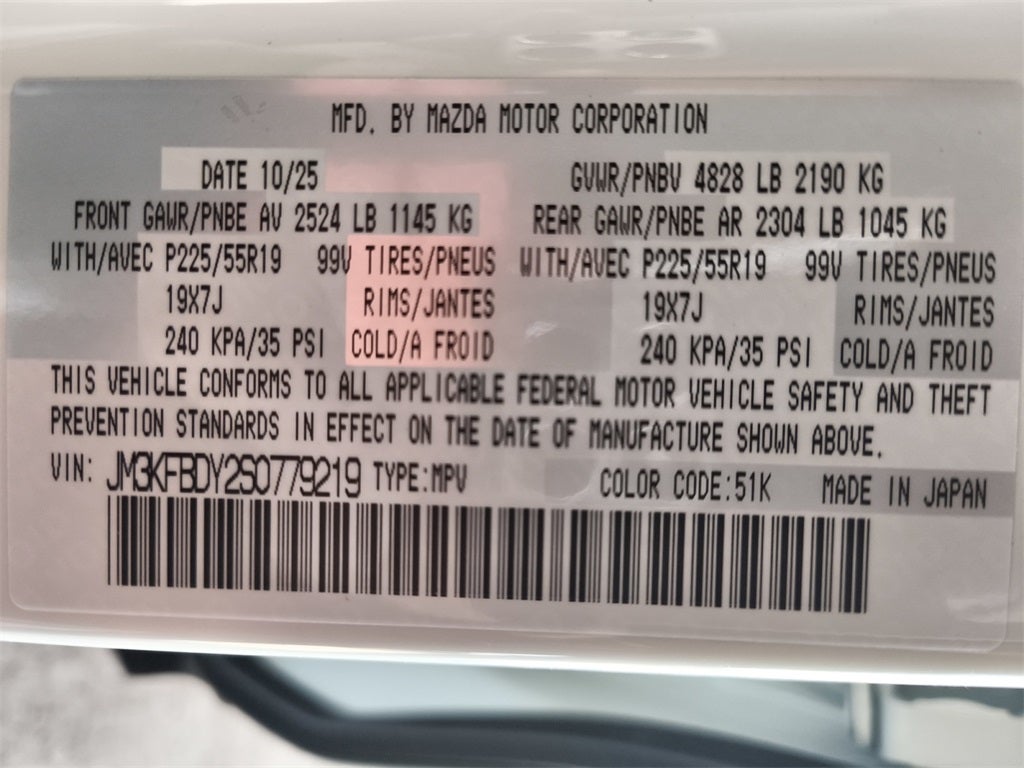 MFD. BY MAZDA MOTOR CORPORATION
DATE 10/25 GVWR/PNBV 4828 LB 2190 KG
FRONT GAWR/PNBE AV 2524 LB 1145 KG REAR GAWR/PNBE AR 2304 LB 1045 KG
WITH/AVEC P225/55R19 99V TIRES/PNEUS WITH/AVEC P225/55R19 99V TIRES/PNEUS
19X7J RIMS/JANTES 19X7J RIMS/JANTES
240 KPA/35 PSI COLD/A FROID 240 KPA/35 PSI COLD/A FROID
THIS VEHICLE CONFORMS TO ALL APPLICABLE FEDERAL MOTOR VEHICLE SAFETY AND THEFT
PREVENTION STANDARDS IN EFFECT ON THE DATE OF MANUFACTURE SHOWN ABOVE.
VIN: JM3KFBDY2S0779219 TYPE:MPV COLOR CODE:51K MADE IN JAPAN